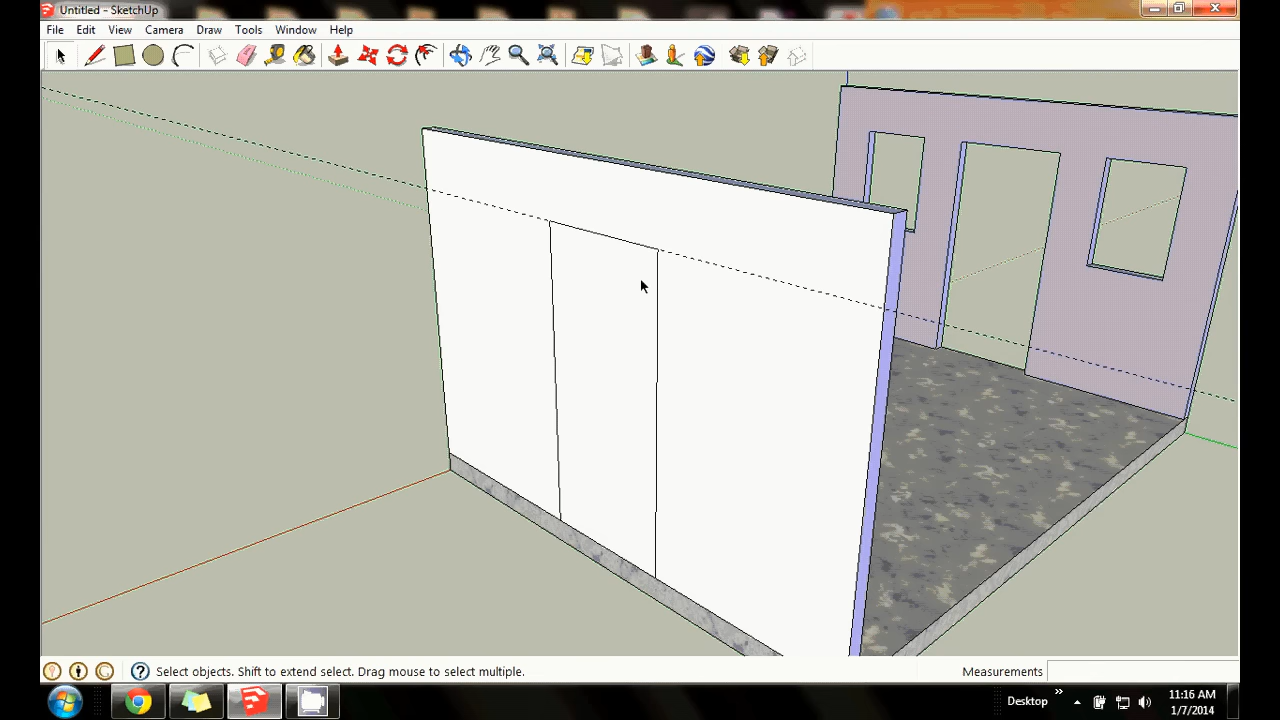 Untitled - SketchUp
File Edit View Camera Draw Tools Window Help
Select objects. Shift to extend select. Drag mouse to select multiple.
Measurements
Desktop
11:16 AM
1/7/2014